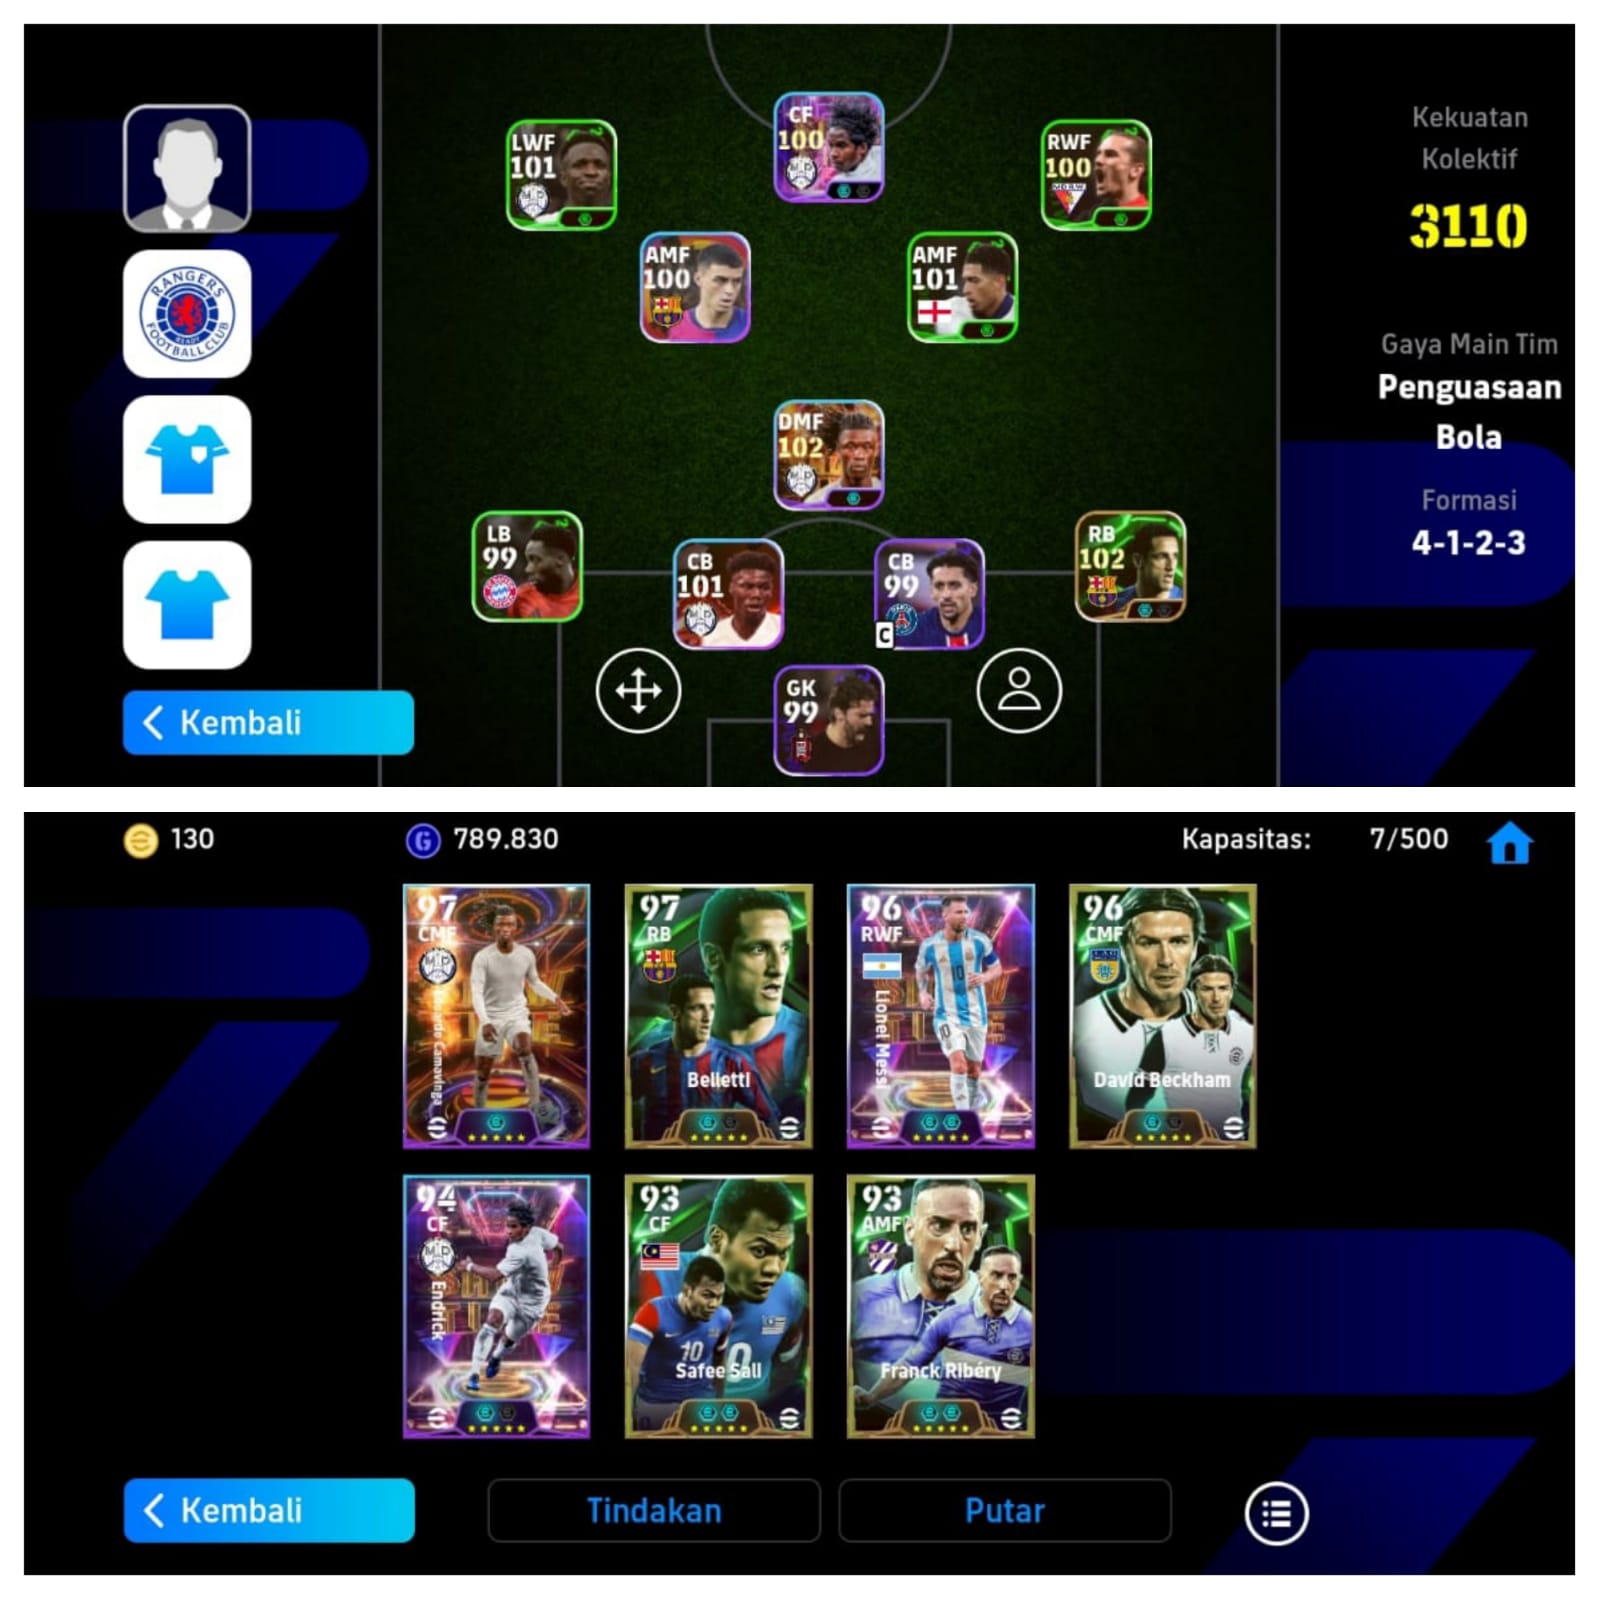 CF
100
LWF
101
RWF
100
AMF
100
AMF
101
DMF
102
LB
99
CB
101
CB
99
C
RB
102
GK
99
RANGERS
READY
FOOTBALL CLUB
Kembali
Kekuatan
Kolektif
3110
Gaya Main Tim
Penguasaan
Bola
Formasi
4-1-2-3
130
789.830
Kapasitas:
7/500
97
CMF
Camavinga
97
RB
Belletti
96
RWF
Lionel Messi
96
CMF
David Beckham
94
CF
Endrick
93
CF
Safee Sali
93
AMF
Franck Ribéry
Kembali
Tindakan
Putar